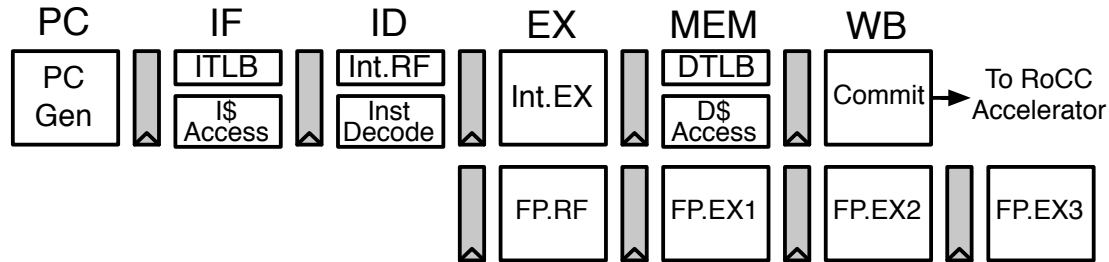 PC IF ID EX MEM WB
PC
Gen
ITLB
I$
Access
Int.RF
Inst
Decode
Int.EX
DTLB
D$
Access
Commit
To RoCC
Accelerator
FP.RF FP.EX1 FP.EX2 FP.EX3